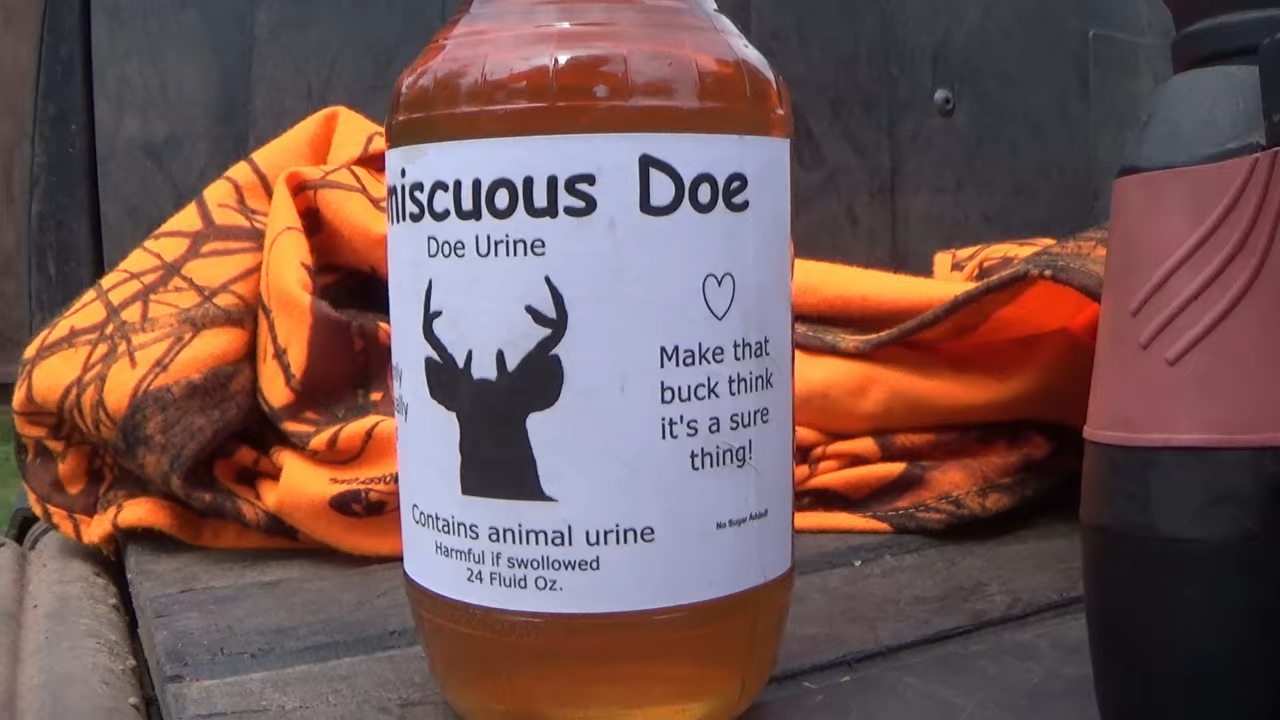 miscuous Doe
Doe Urine
Make that
buck think
it's a sure
thing!
No Sugar Added!
Contains animal urine
Harmful if swollowed
24 Fluid Oz.